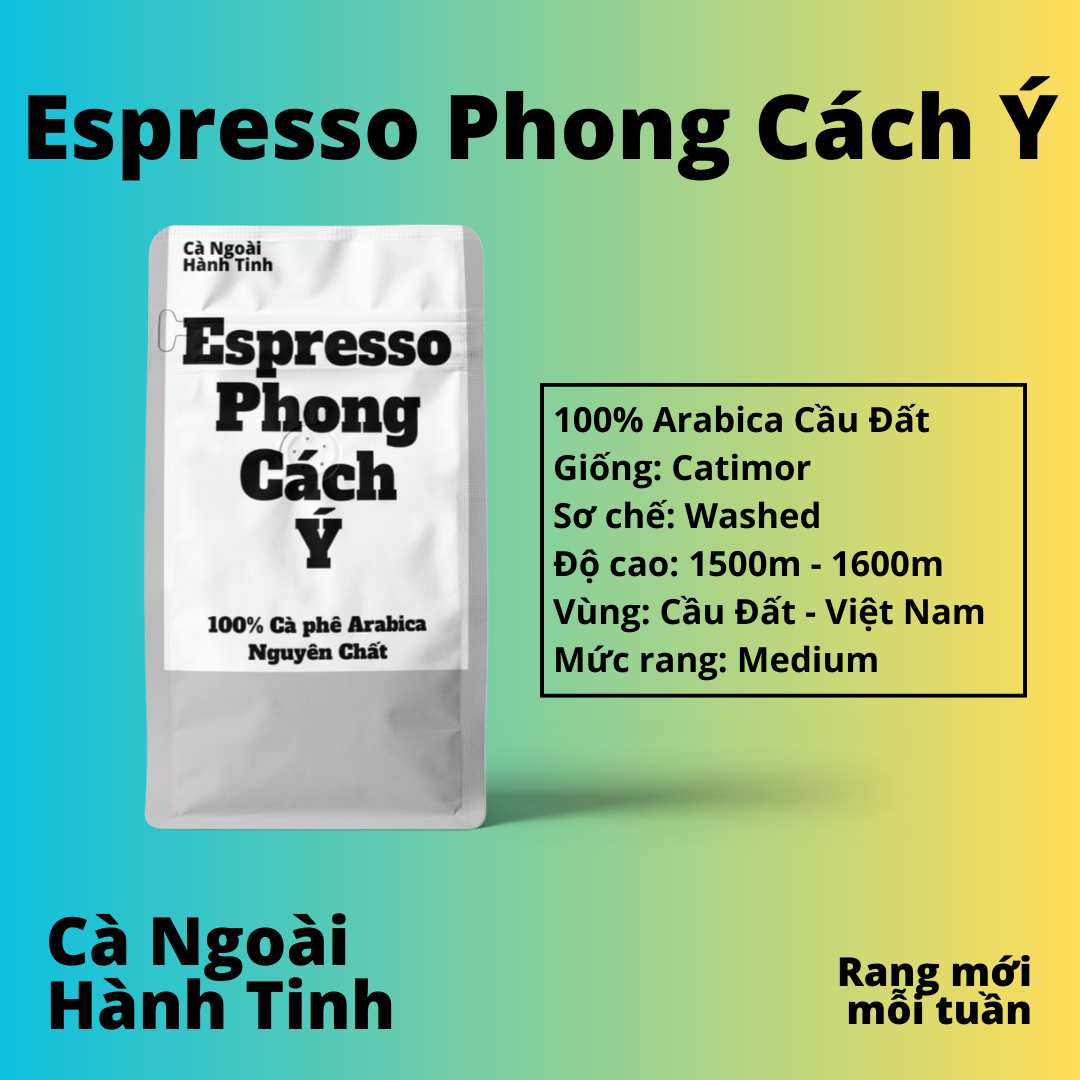 Espresso Phong Cách Ý
Cà Ngoài
Hành Tinh
Espresso
Phong
Cách
Ý
100% Cà phê Arabica
Nguyên Chất
100% Arabica Cầu Đất
Giống: Catimor
Sơ chế: Washed
Độ cao: 1500m - 1600m
Vùng: Cầu Đất - Việt Nam
Mức rang: Medium
Cà Ngoài
Hành Tinh
Rang mới
mỗi tuần